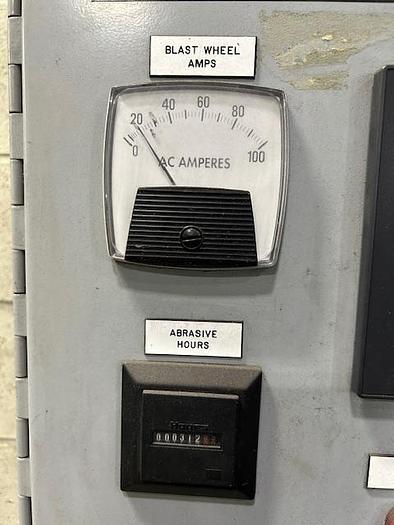 BLAST WHEEL
AMPS
0 20 40 60 80 100
AC AMPERES
ABRASIVE
HOURS
000312